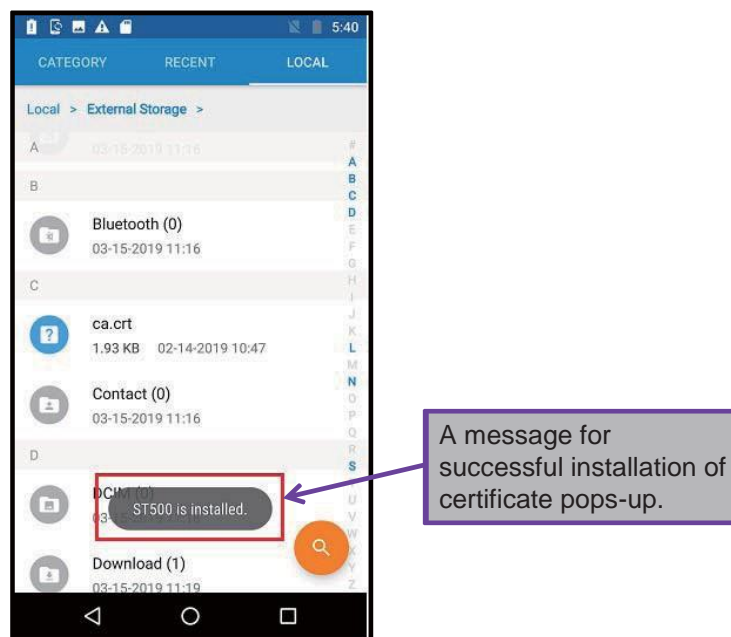 5:40
CATEGORY RECENT LOCAL
Local > External Storage >
A
03-15-2019 11:16
B
Bluetooth (0)
03-15-2019 11:16
C
ca.crt
1.93 KB 02-14-2019 10:47
Contact (0)
03-15-2019 11:16
D
DCIM (0)
ST500 is installed.
Download (1)
03-15-2019 11:19
#
A
B
C
D
E
F
G
H
I
J
K
L
M
N
O
P
Q
R
S
U
V
W
X
Y
Z
A message for
successful installation of
certificate pops-up.